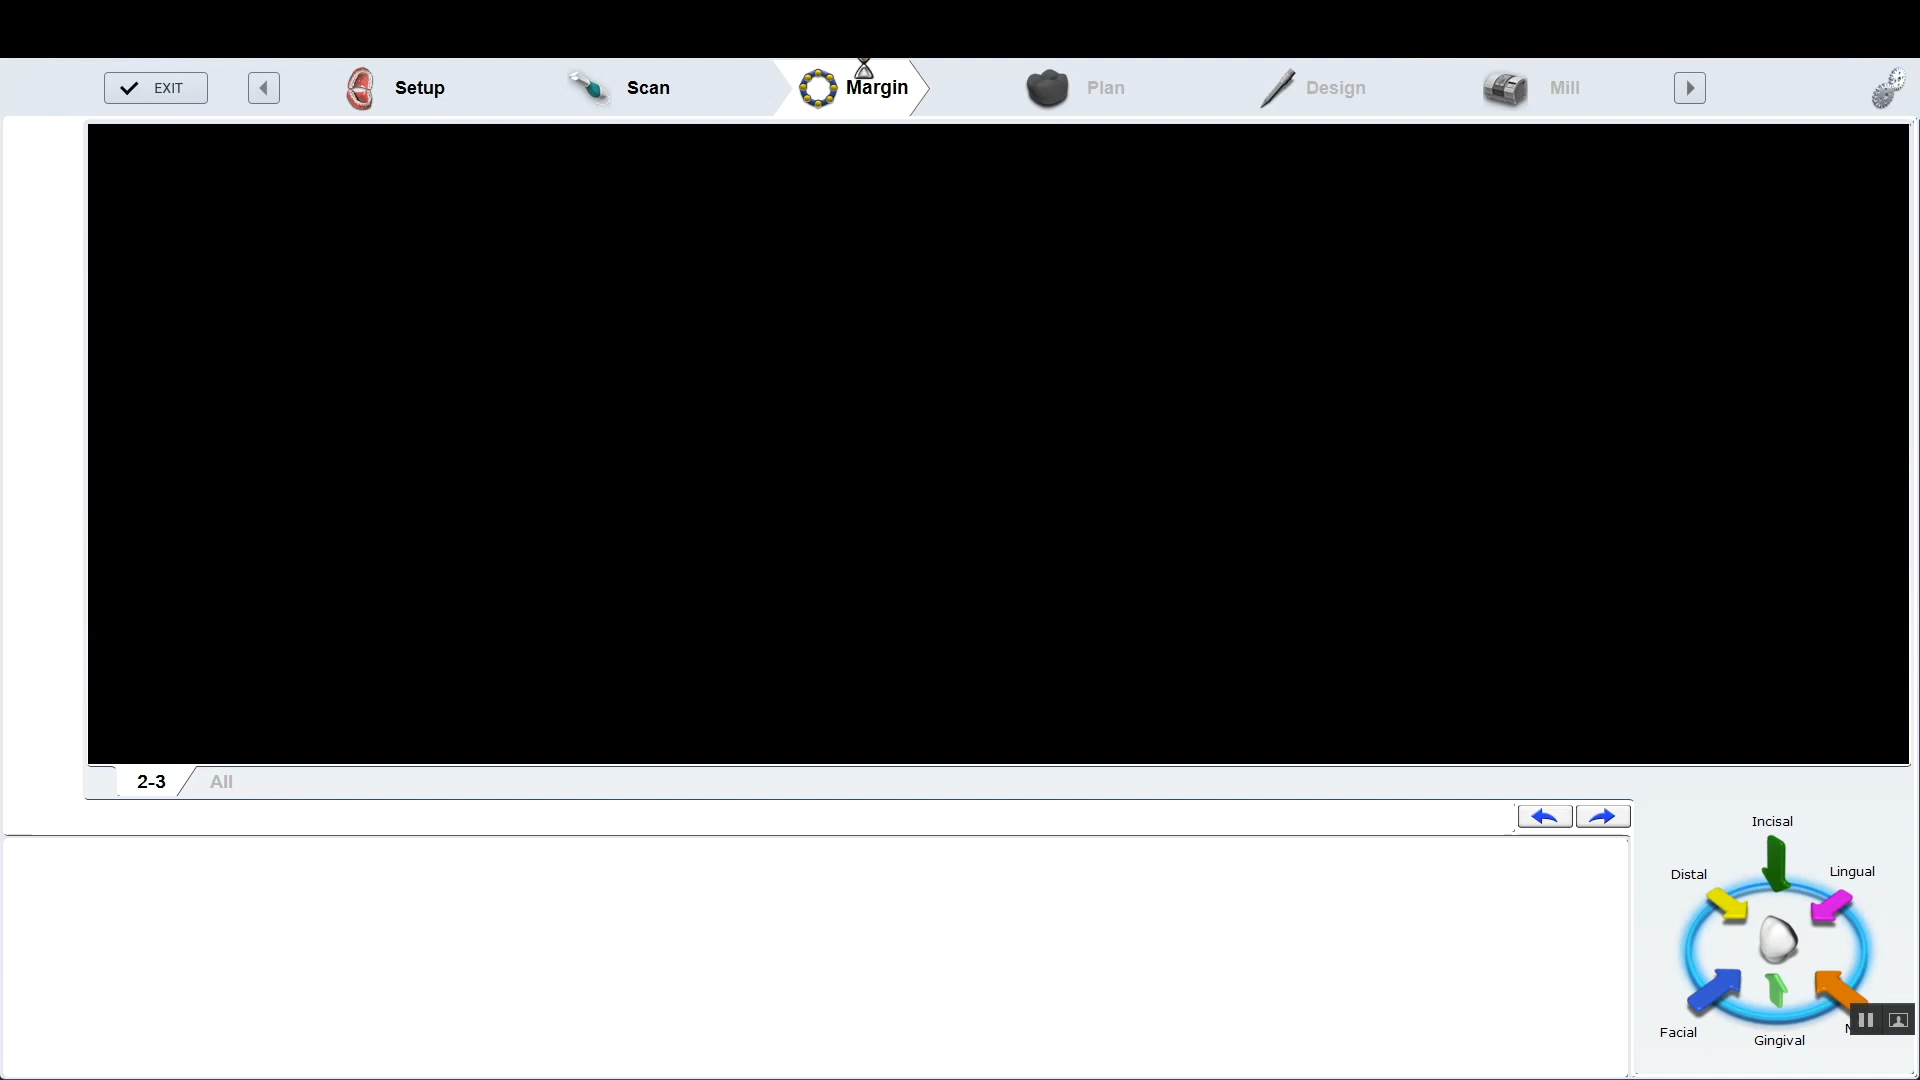 EXIT
Setup
Scan
Margin
Plan
Design
Mill
2-3
All
Incisal
Distal
Lingual
Facial
Gingival